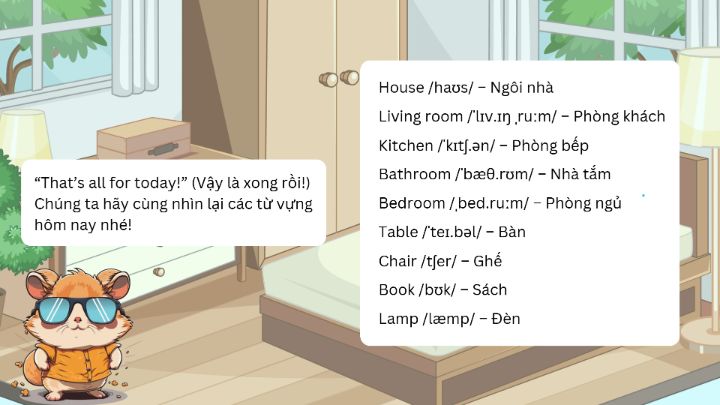 “That’s all for today!” (Vậy là xong rồi!)
Chúng ta hãy cùng nhìn lại các từ vựng
hôm nay nhé!
House /haʊs/ – Ngôi nhà
Living room /ˈlɪv.ɪŋ ˌruːm/ – Phòng khách
Kitchen /ˈkɪtʃ.ən/ – Phòng bếp
Bathroom /ˈbæθ.rʊm/ – Nhà tắm
Bedroom /ˌbed.ruːm/ – Phòng ngủ
Table /ˈteɪ.bəl/ – Bàn
Chair /tʃer/ – Ghế
Book /bʊk/ – Sách
Lamp /læmp/ – Đèn